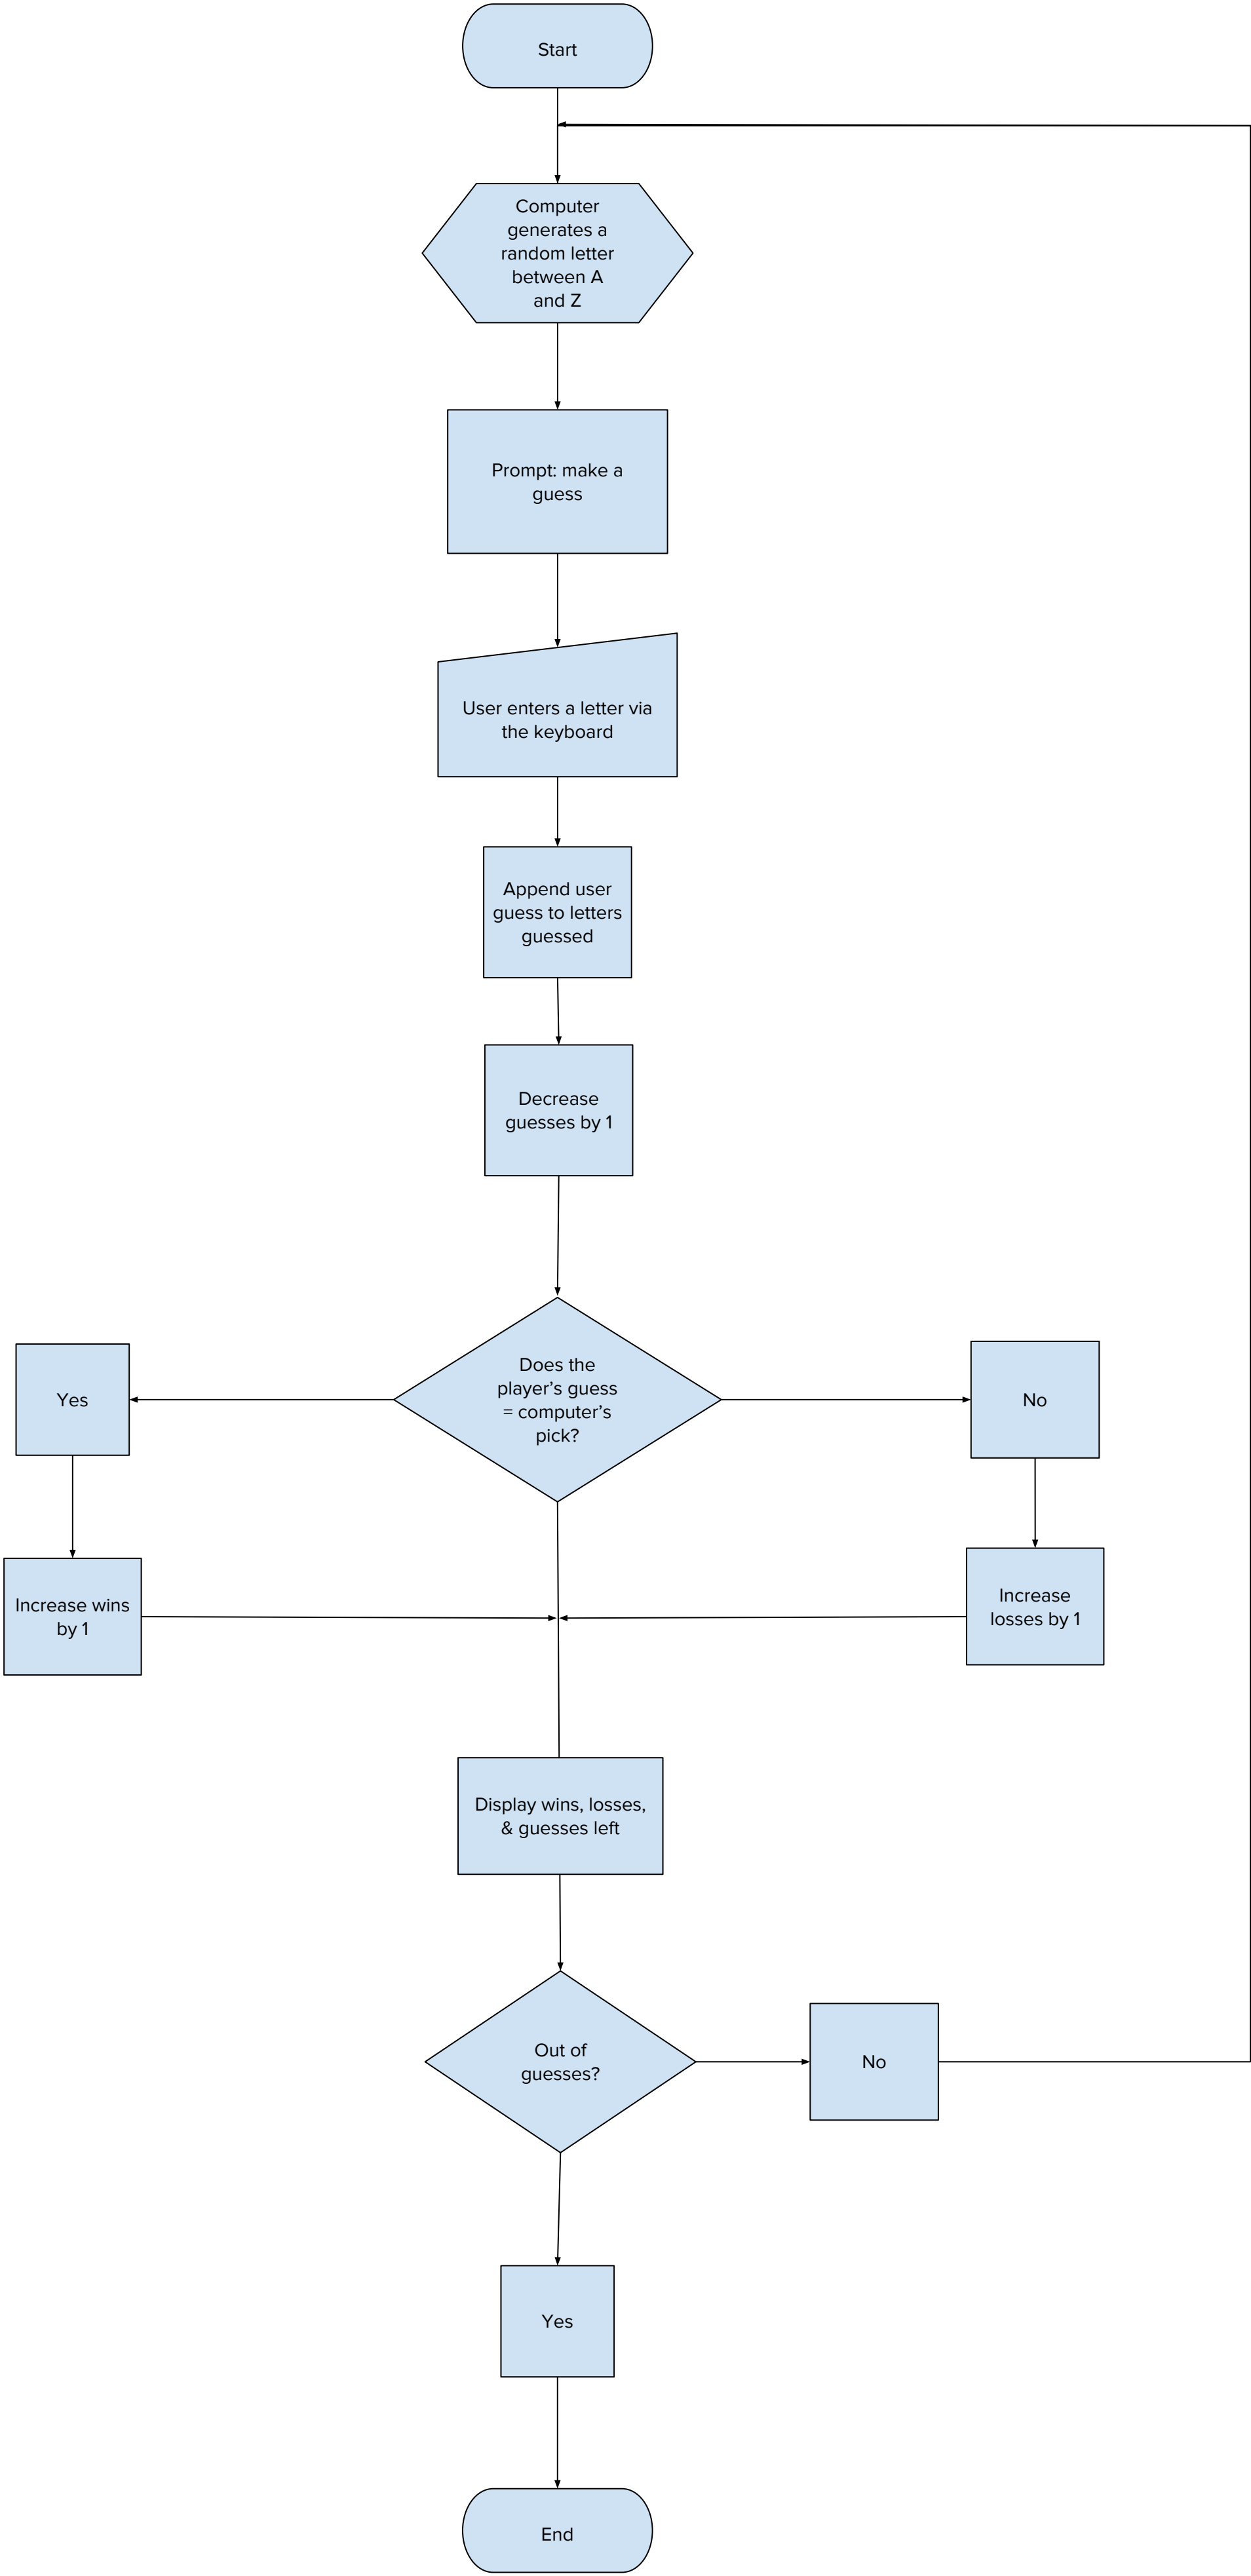 Start
Computer
generates a
random letter
between A
and Z
Prompt: make a
guess
User enters a letter via
the keyboard
Append user
guess to letters
guessed
Decrease
guesses by 1
Does the
player’s guess
= computer’s
pick?
Yes
No
Increase wins
by 1
Increase
losses by 1
Display wins, losses,
& guesses left
Out of
guesses?
No
Yes
End